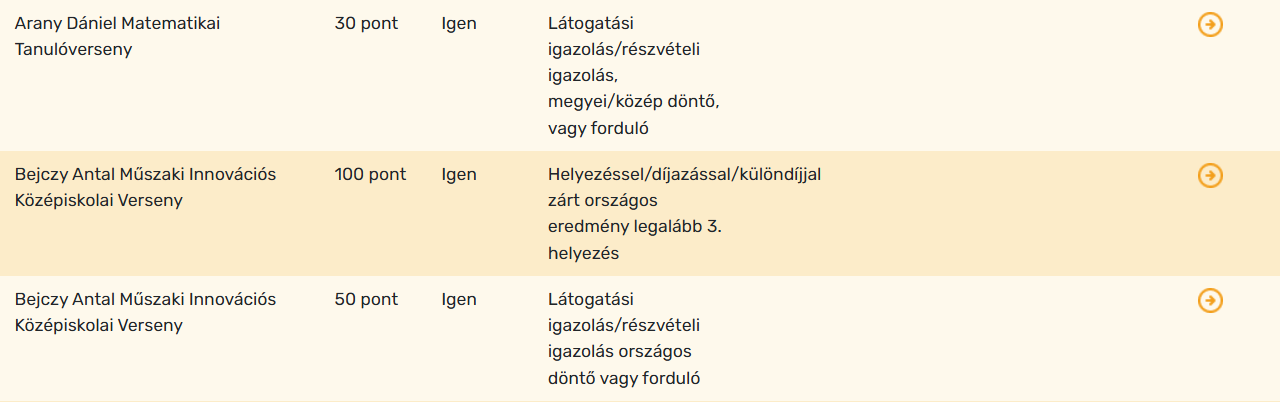 Arany Dániel Matematikai 30 pont Igen Látogatási
Tanulóverseny igazolás/részvételi
igazolás,
megyei/közép döntő,
vagy forduló
Bejczy Antal Műszaki Innovációs 100 pont Igen Helyezéssel/díjazással/különdíjjal
Középiskolai Verseny zárt országos
eredmény legalább 3.
helyezés
Bejczy Antal Műszaki Innovációs 50 pont Igen Látogatási
Középiskolai Verseny igazolás/részvételi
igazolás országos
döntő vagy forduló